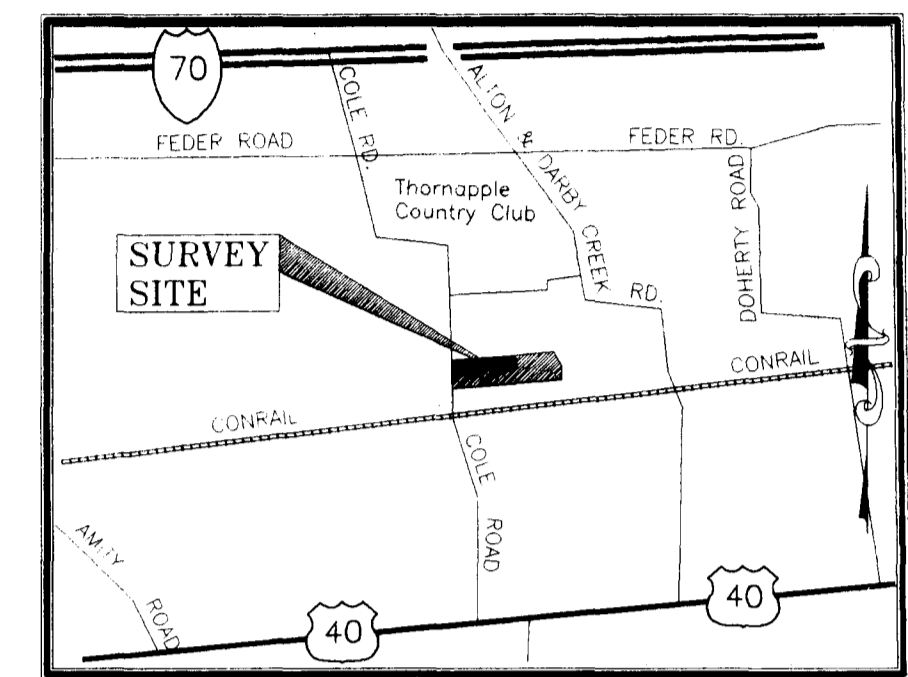 70
COLE RD.
ALTON & DARBY CREEK RD.
FEDER ROAD
FEDER RD.
DOHERTY ROAD
Thornapple
Country Club
SURVEY
SITE
CONRAIL
CONRAIL
COLE ROAD
AMITY ROAD
40
40